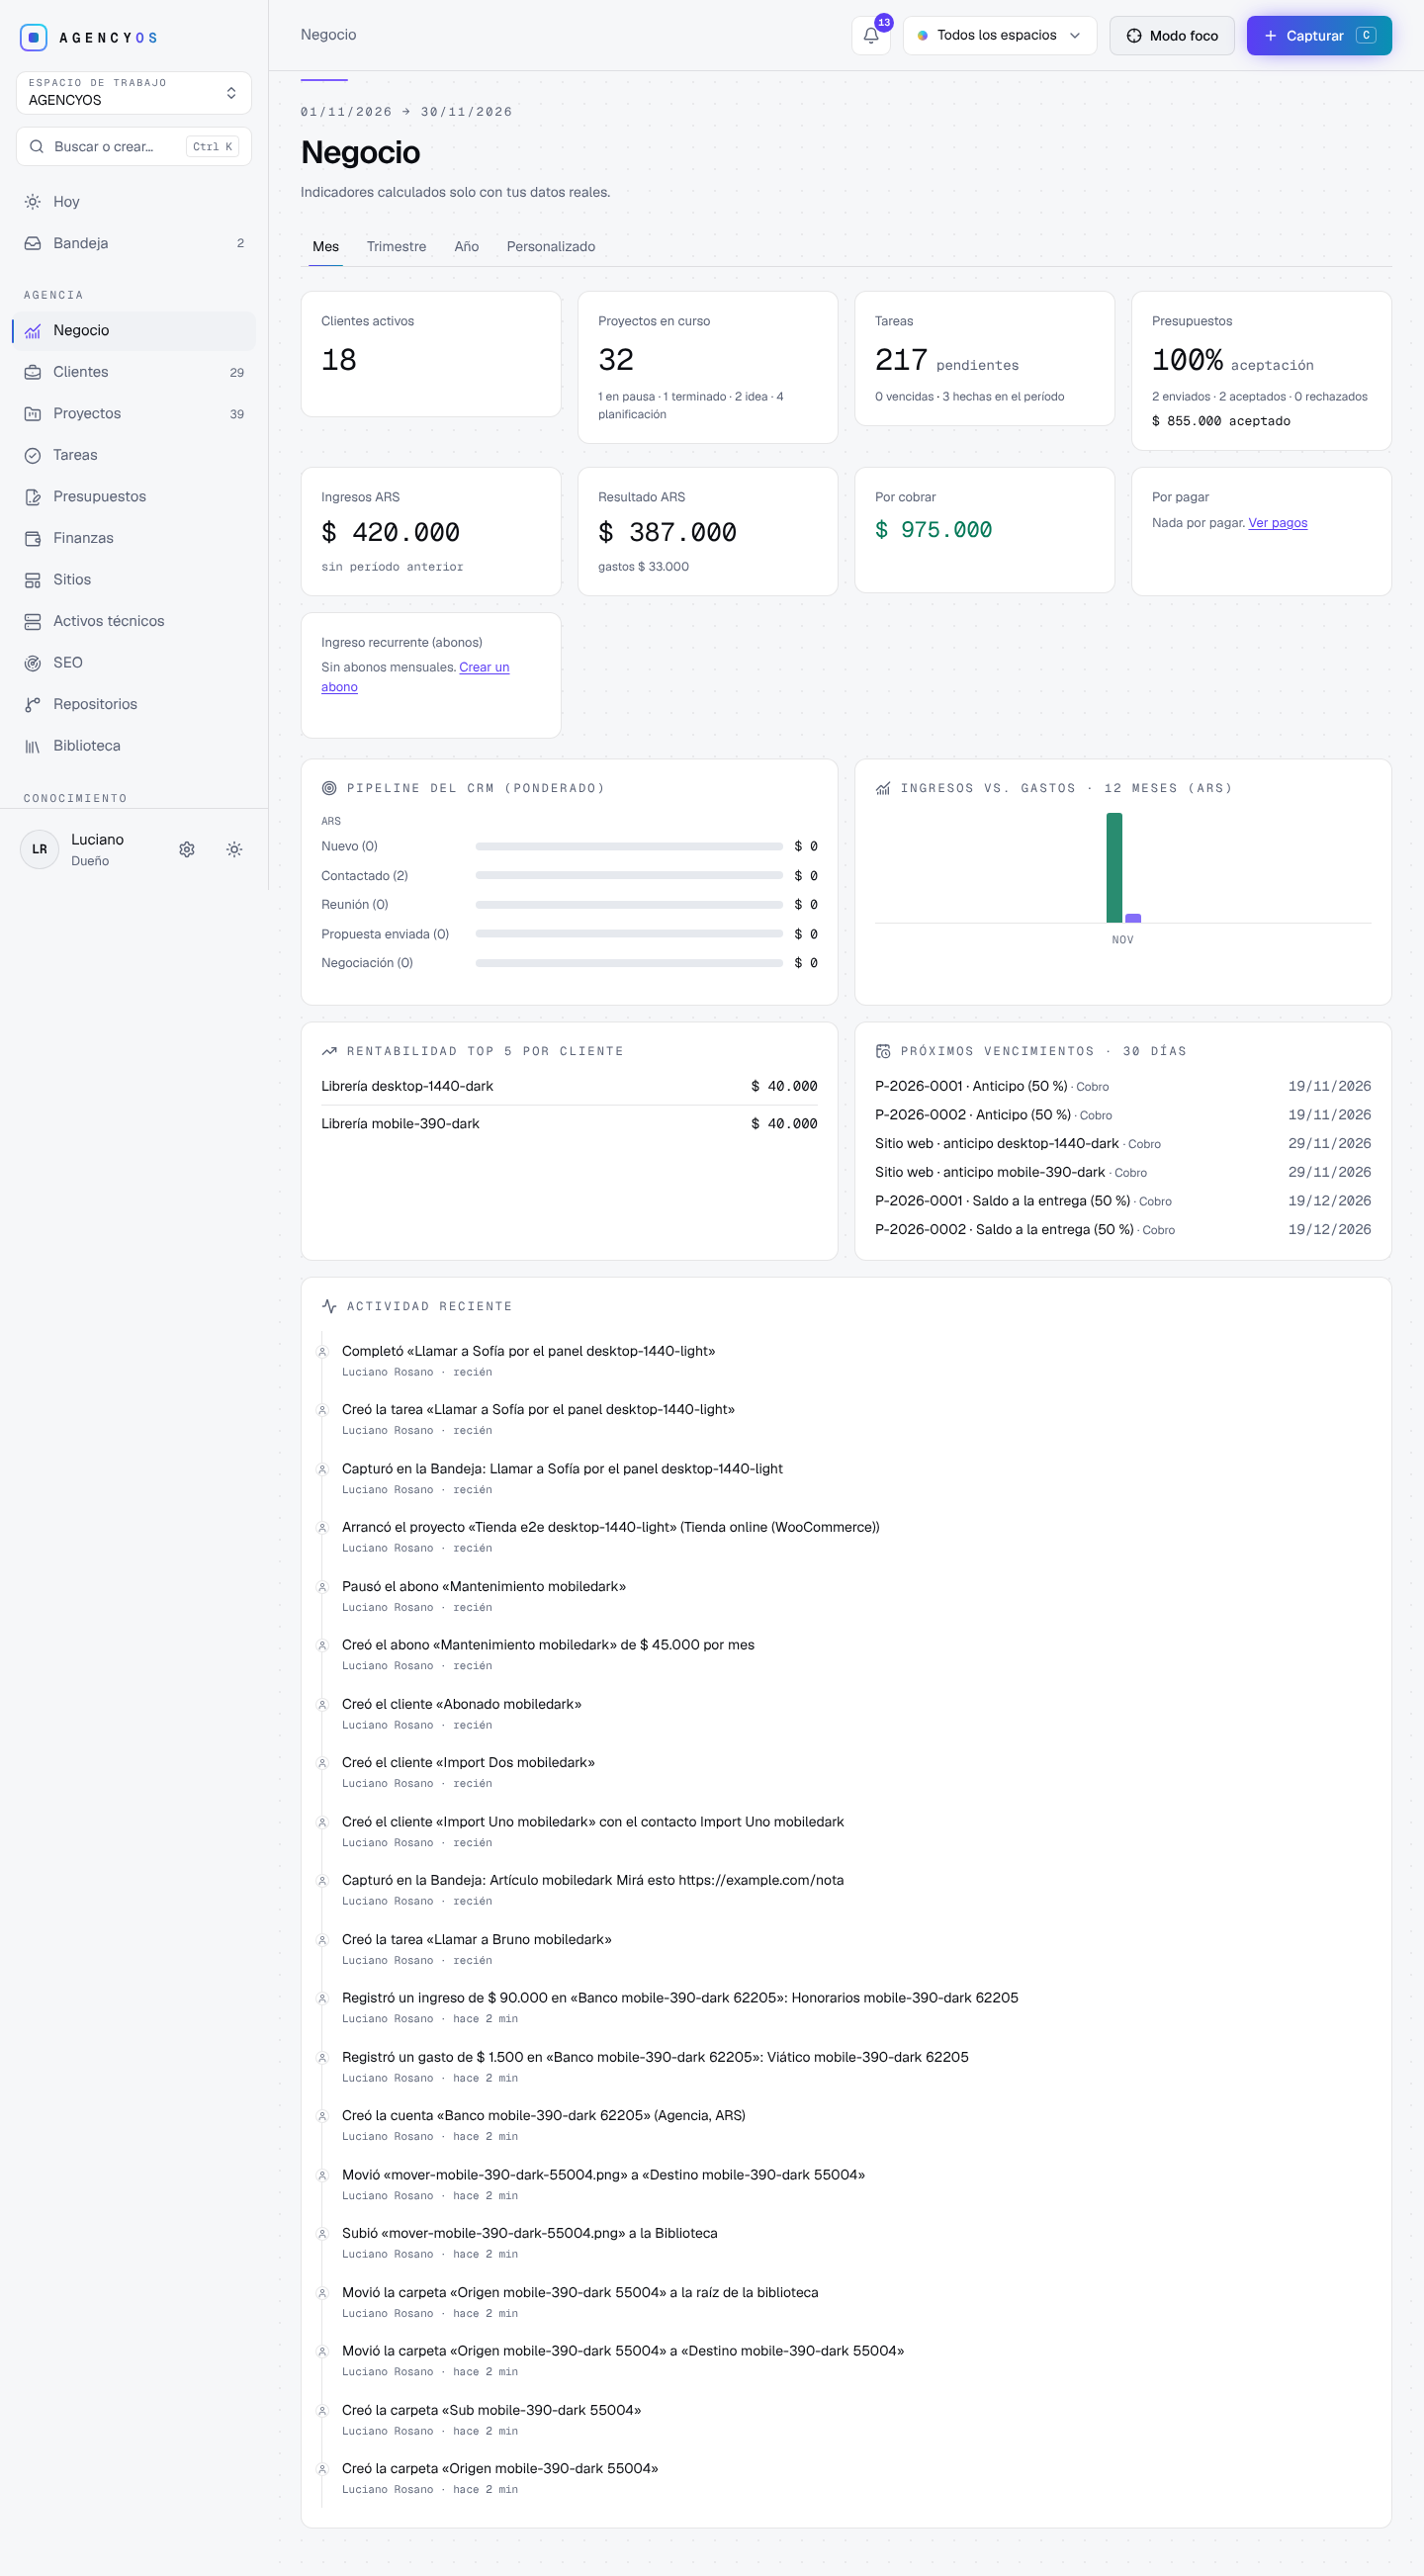 AGENCYOS
ESPACIO DE TRABAJO
AGENCYOS
Buscar o crear...
Ctrl K
Hoy
Bandeja 2
AGENCIA
Negocio
Clientes 29
Proyectos 39
Tareas
Presupuestos
Finanzas
Sitios
Activos técnicos
SEO
Repositorios
Biblioteca
CONOCIMIENTO
LR
Luciano
Dueño
Negocio
13
Todos los espacios
Modo foco
Capturar C
01/11/2026 → 30/11/2026
Negocio
Indicadores calculados solo con tus datos reales.
Mes Trimestre Año Personalizado
Clientes activos
18
Proyectos en curso
32
1 en pausa · 1 terminado · 2 idea · 4
planificación
Tareas
217 pendientes
0 vencidas · 3 hechas en el período
Presupuestos
100% aceptación
2 enviados · 2 aceptados · 0 rechazados
$ 855.000 aceptado
Ingresos ARS
$ 420.000
sin período anterior
Resultado ARS
$ 387.000
gastos $ 33.000
Por cobrar
$ 975.000
Por pagar
Nada por pagar. Ver pagos
Ingreso recurrente (abonos)
Sin abonos mensuales. Crear un
abono
PIPELINE DEL CRM (PONDERADO)
ARS
Nuevo (0) $ 0
Contactado (2) $ 0
Reunión (0) $ 0
Propuesta enviada (0) $ 0
Negociación (0) $ 0
INGRESOS VS. GASTOS · 12 MESES (ARS)
NOV
RENTABILIDAD TOP 5 POR CLIENTE
Librería desktop-1440-dark $ 40.000
Librería mobile-390-dark $ 40.000
PRÓXIMOS VENCIMIENTOS · 30 DÍAS
P-2026-0001 · Anticipo (50 %) · Cobro 19/11/2026
P-2026-0002 · Anticipo (50 %) · Cobro 19/11/2026
Sitio web · anticipo desktop-1440-dark · Cobro 29/11/2026
Sitio web · anticipo mobile-390-dark · Cobro 29/11/2026
P-2026-0001 · Saldo a la entrega (50 %) · Cobro 19/12/2026
P-2026-0002 · Saldo a la entrega (50 %) · Cobro 19/12/2026
ACTIVIDAD RECIENTE
Completó «Llamar a Sofía por el panel desktop-1440-light»
Luciano Rosano · recién
Creó la tarea «Llamar a Sofía por el panel desktop-1440-light»
Luciano Rosano · recién
Capturó en la Bandeja: Llamar a Sofía por el panel desktop-1440-light
Luciano Rosano · recién
Arrancó el proyecto «Tienda e2e desktop-1440-light» (Tienda online (WooCommerce))
Luciano Rosano · recién
Pausó el abono «Mantenimiento mobiledark»
Luciano Rosano · recién
Creó el abono «Mantenimiento mobiledark» de $ 45.000 por mes
Luciano Rosano · recién
Creó el cliente «Abonado mobiledark»
Luciano Rosano · recién
Creó el cliente «Import Dos mobiledark»
Luciano Rosano · recién
Creó el cliente «Import Uno mobiledark» con el contacto Import Uno mobiledark
Luciano Rosano · recién
Capturó en la Bandeja: Artículo mobiledark Mirá esto https://example.com/nota
Luciano Rosano · recién
Creó la tarea «Llamar a Bruno mobiledark»
Luciano Rosano · recién
Registró un ingreso de $ 90.000 en «Banco mobile-390-dark 62205»: Honorarios mobile-390-dark 62205
Luciano Rosano · hace 2 min
Registró un gasto de $ 1.500 en «Banco mobile-390-dark 62205»: Viático mobile-390-dark 62205
Luciano Rosano · hace 2 min
Creó la cuenta «Banco mobile-390-dark 62205» (Agencia, ARS)
Luciano Rosano · hace 2 min
Movió «mover-mobile-390-dark-55004.png» a «Destino mobile-390-dark 55004»
Luciano Rosano · hace 2 min
Subió «mover-mobile-390-dark-55004.png» a la Biblioteca
Luciano Rosano · hace 2 min
Movió la carpeta «Origen mobile-390-dark 55004» a la raíz de la biblioteca
Luciano Rosano · hace 2 min
Movió la carpeta «Origen mobile-390-dark 55004» a «Destino mobile-390-dark 55004»
Luciano Rosano · hace 2 min
Creó la carpeta «Sub mobile-390-dark 55004»
Luciano Rosano · hace 2 min
Creó la carpeta «Origen mobile-390-dark 55004»
Luciano Rosano · hace 2 min